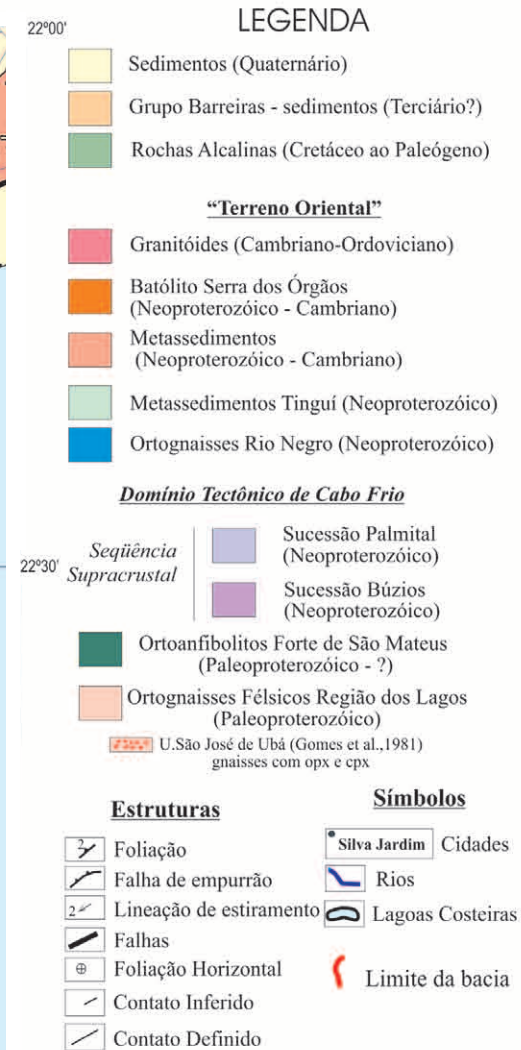 LEGENDA
22º00'
Sedimentos (Quaternário)
Grupo Barreiras - sedimentos (Terciário?)
Rochas Alcalinas (Cretáceo ao Paleógeno)
“Terreno Oriental”
Granitóides (Cambriano-Ordoviciano)
Batólito Serra dos Órgãos
(Neoproterozóico - Cambriano)
Metassedimentos
(Neoproterozóico - Cambriano)
Metassedimentos Tinguí (Neoproterozóico)
Ortognaisses Rio Negro (Neoproterozóico)
Domínio Tectônico de Cabo Frio
22º30'
Seqüência
Supracrustal
Sucessão Palmital
(Neoproterozóico)
Sucessão Búzios
(Neoproterozóico)
Ortoanfibolitos Forte de São Mateus
(Paleoproterozóico - ?)
Ortognaisses Félsicos Região dos Lagos
(Paleoproterozóico)
U.São José de Ubá (Gomes et al.,1981)
gnaisses com opx e cpx
Estruturas
2
Foliação
Falha de empurrão
2
Lineação de estiramento
Falhas
Foliação Horizontal
Contato Inferido
Contato Definido
Símbolos
Silva Jardim
Cidades
Rios
Lagoas Costeiras
Limite da bacia